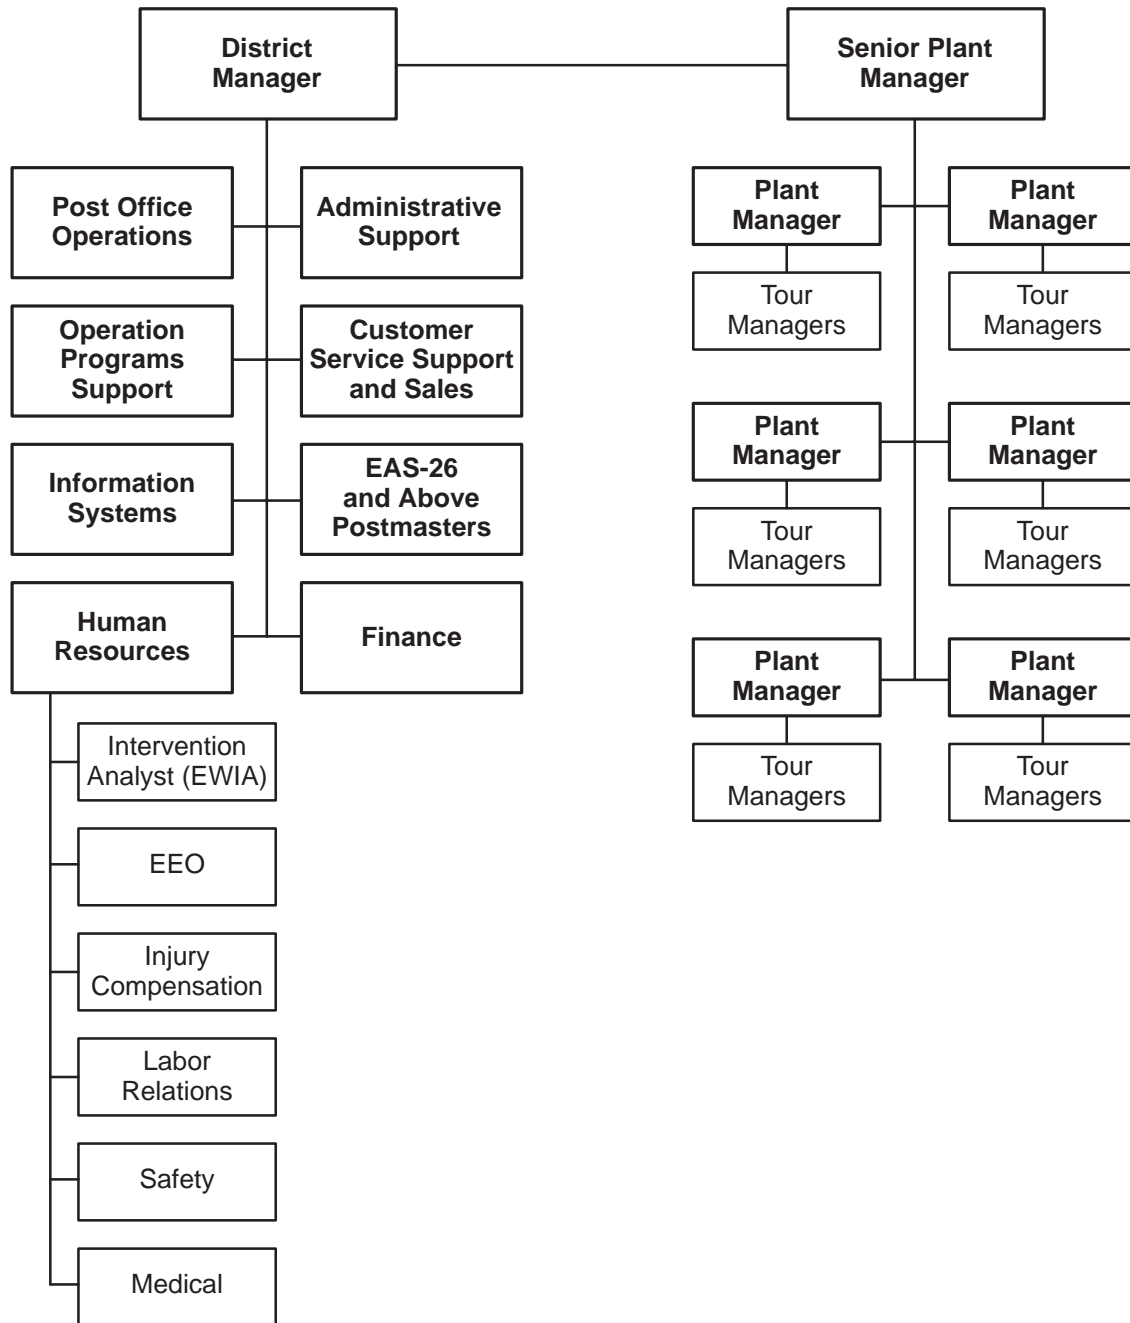 District
Manager
Senior Plant
Manager
Post Office
Operations
Administrative
Support
Operation
Programs
Support
Customer
Service Support
and Sales
Information
Systems
EAS-26
and Above
Postmasters
Human
Resources
Finance
Intervention
Analyst (EWIA)
EEO
Injury
Compensation
Labor
Relations
Safety
Medical
Plant
Manager
Plant
Manager
Tour
Managers
Tour
Managers
Plant
Manager
Plant
Manager
Tour
Managers
Tour
Managers
Plant
Manager
Plant
Manager
Tour
Managers
Tour
Managers